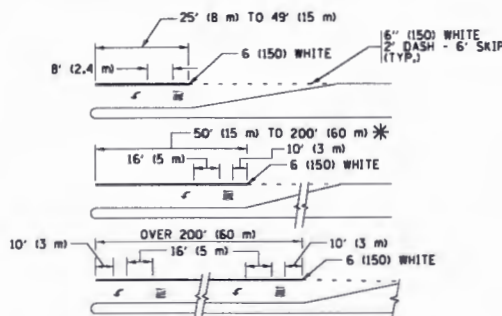 25' (8 m) TO 49' (15 m)
6" (150) WHITE
2' DASH - 6' SKIP
(TYP.)
6 (150) WHITE
8' (2.4 m)
50' (15 m) TO 200' (60 m) *
10' (3 m)
16' (5 m)
6 (150) WHITE
OVER 200' (60 m)
10' (3 m)
16' (5 m)
10' (3 m)
6 (150) WHITE